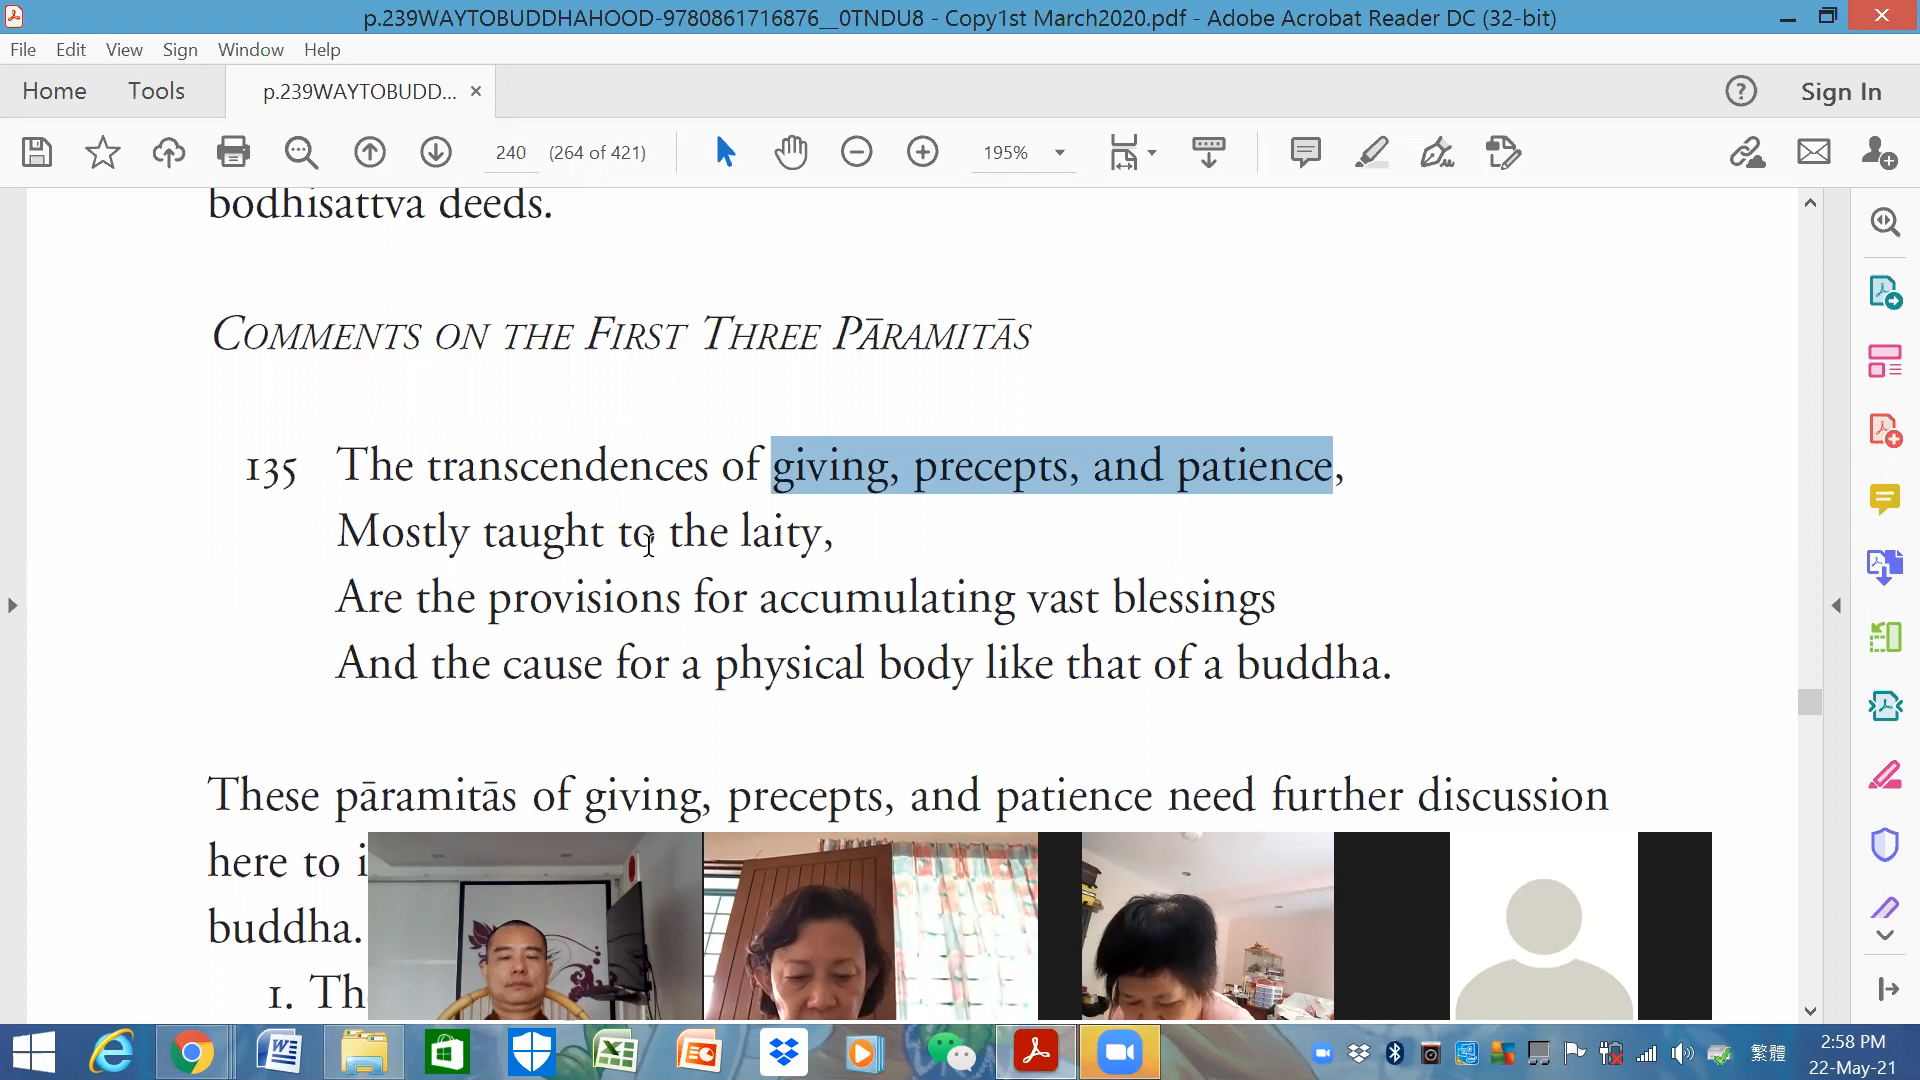 p.239WAYTOBUDDHAHOOD-9780861716876__0TNDU8 - Copy1st March2020.pdf - Adobe Acrobat Reader DC (32-bit)
File Edit View Sign Window Help
Home Tools p.239WAYTOBUDD... × Sign In
240 (264 of 421) 195%
bodhisattva deeds.
COMMENTS ON THE FIRST THREE PĀRAMITĀS
135 The transcendences of giving, precepts, and patience,
Mostly taught to the laity,
Are the provisions for accumulating vast blessings
And the cause for a physical body like that of a buddha.
These pāramitās of giving, precepts, and patience need further discussion
here to i
buddha.
1. Th
繁體
2:58 PM
22-May-21